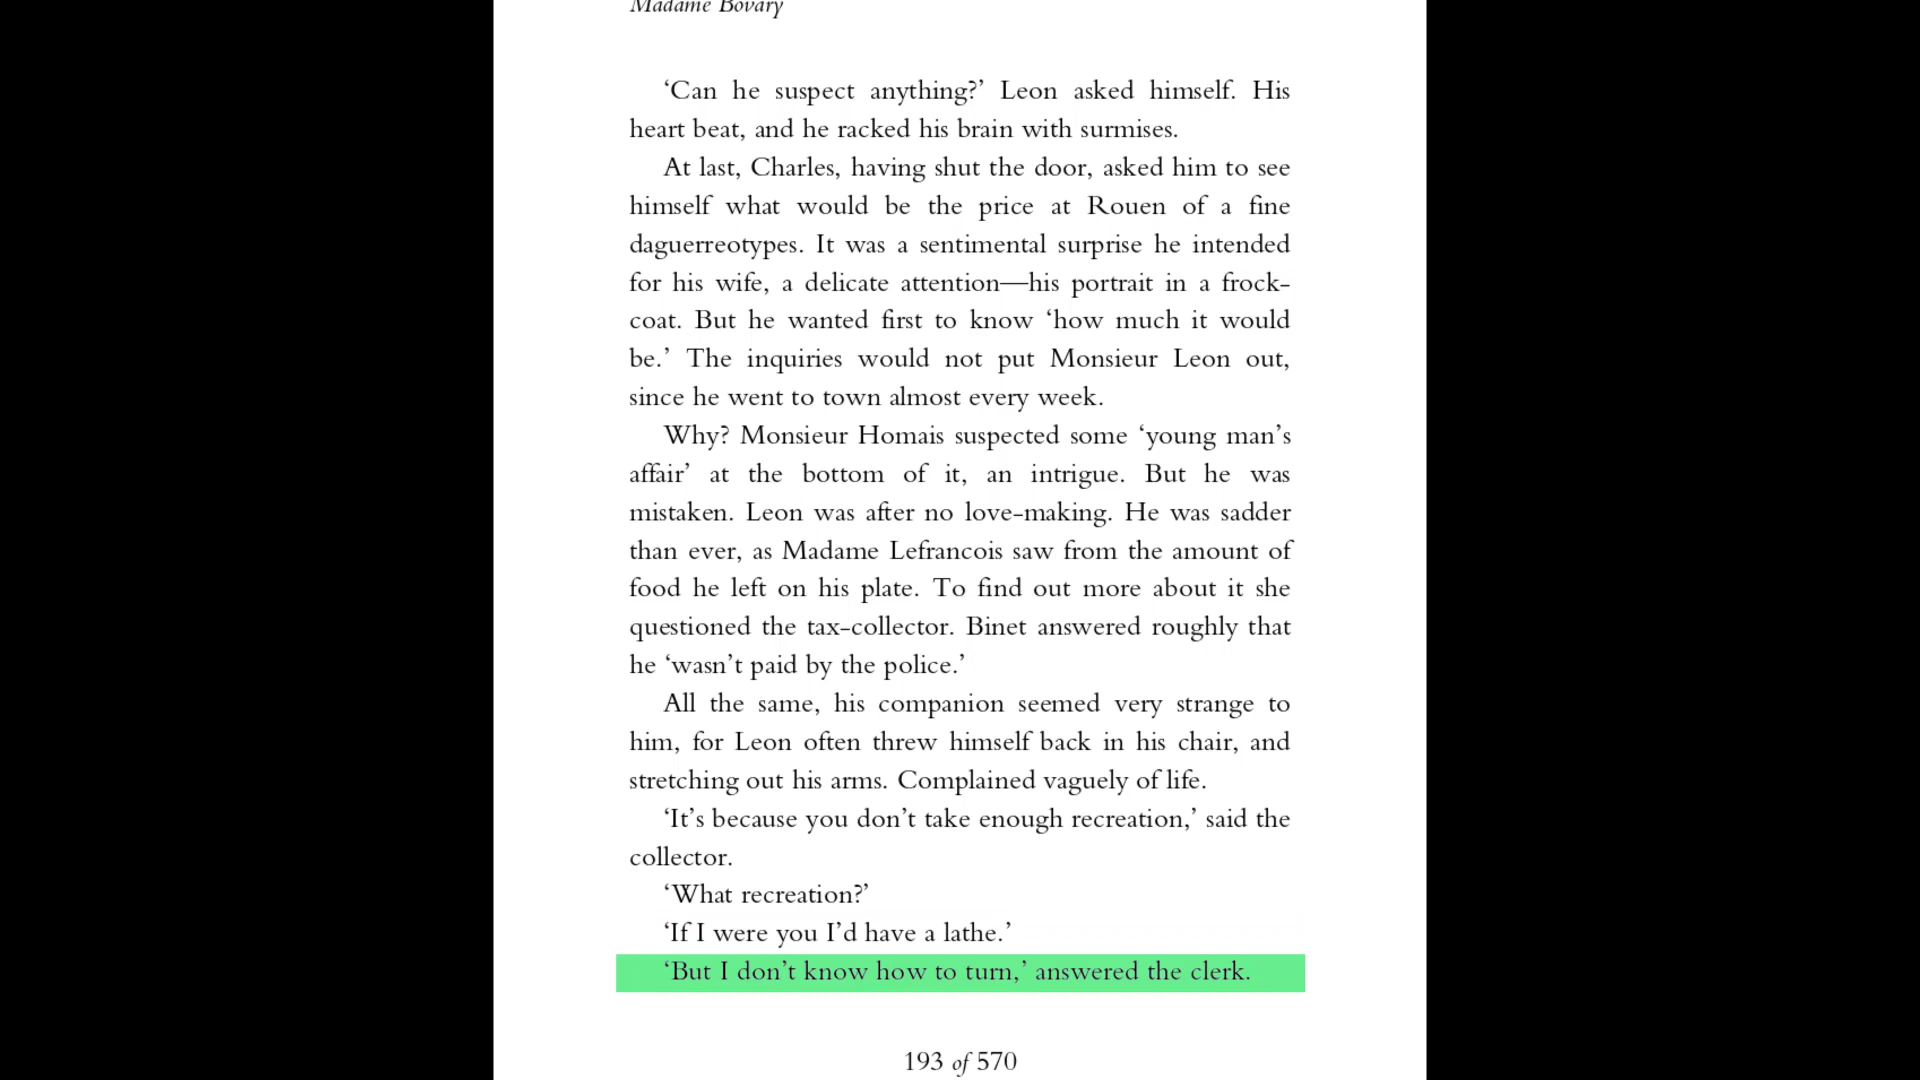 Madame Bovary
‘Can he suspect anything?’ Leon asked himself. His
heart beat, and he racked his brain with surmises.
At last, Charles, having shut the door, asked him to see
himself what would be the price at Rouen of a fine
daguerreotypes. It was a sentimental surprise he intended
for his wife, a delicate attention—his portrait in a frock-
coat. But he wanted first to know ‘how much it would
be.’ The inquiries would not put Monsieur Leon out,
since he went to town almost every week.
Why? Monsieur Homais suspected some ‘young man’s
affair’ at the bottom of it, an intrigue. But he was
mistaken. Leon was after no love-making. He was sadder
than ever, as Madame Lefrancois saw from the amount of
food he left on his plate. To find out more about it she
questioned the tax-collector. Binet answered roughly that
he ‘wasn’t paid by the police.’
All the same, his companion seemed very strange to
him, for Leon often threw himself back in his chair, and
stretching out his arms. Complained vaguely of life.
‘It’s because you don’t take enough recreation,’ said the
collector.
‘What recreation?’
‘If I were you I’d have a lathe.’
‘But I don’t know how to turn,’ answered the clerk.
193 of 570